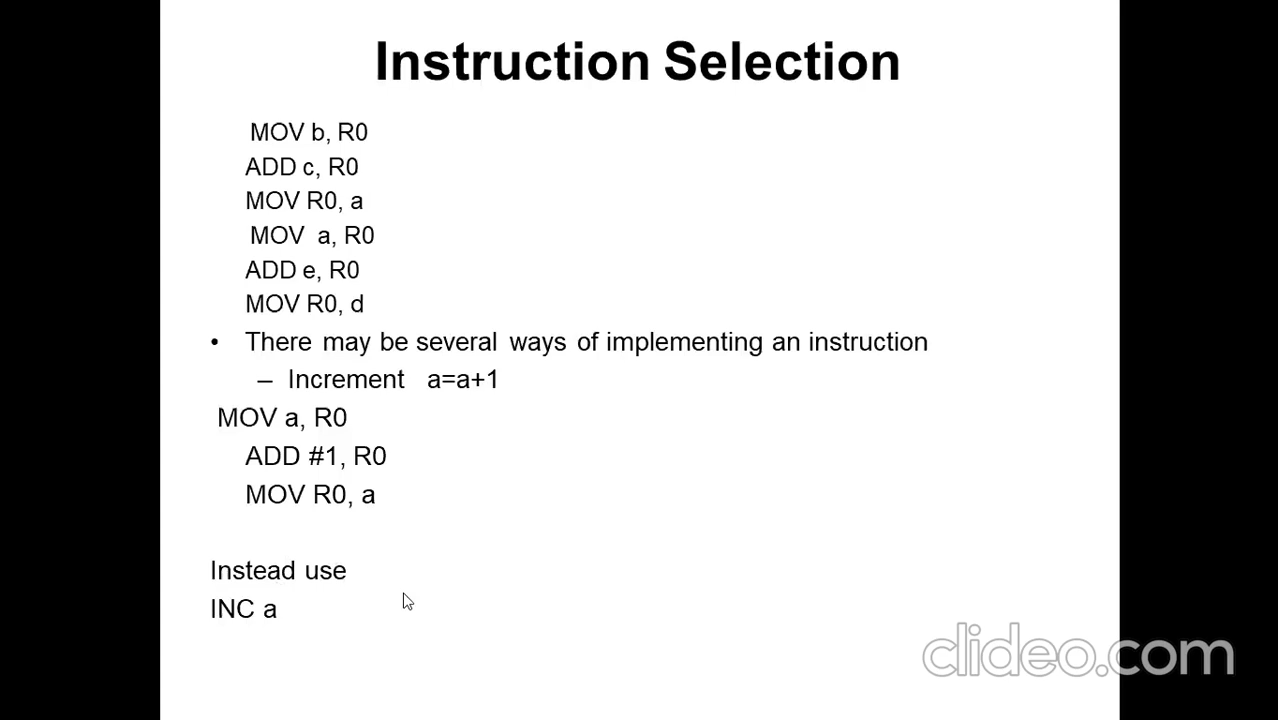 Instruction Selection
MOV b, R0
ADD c, R0
MOV R0, a
MOV a, R0
ADD e, R0
MOV R0, d
• There may be several ways of implementing an instruction
– Increment a=a+1
MOV a, R0
ADD #1, R0
MOV R0, a
Instead use
INC a
clideo.com